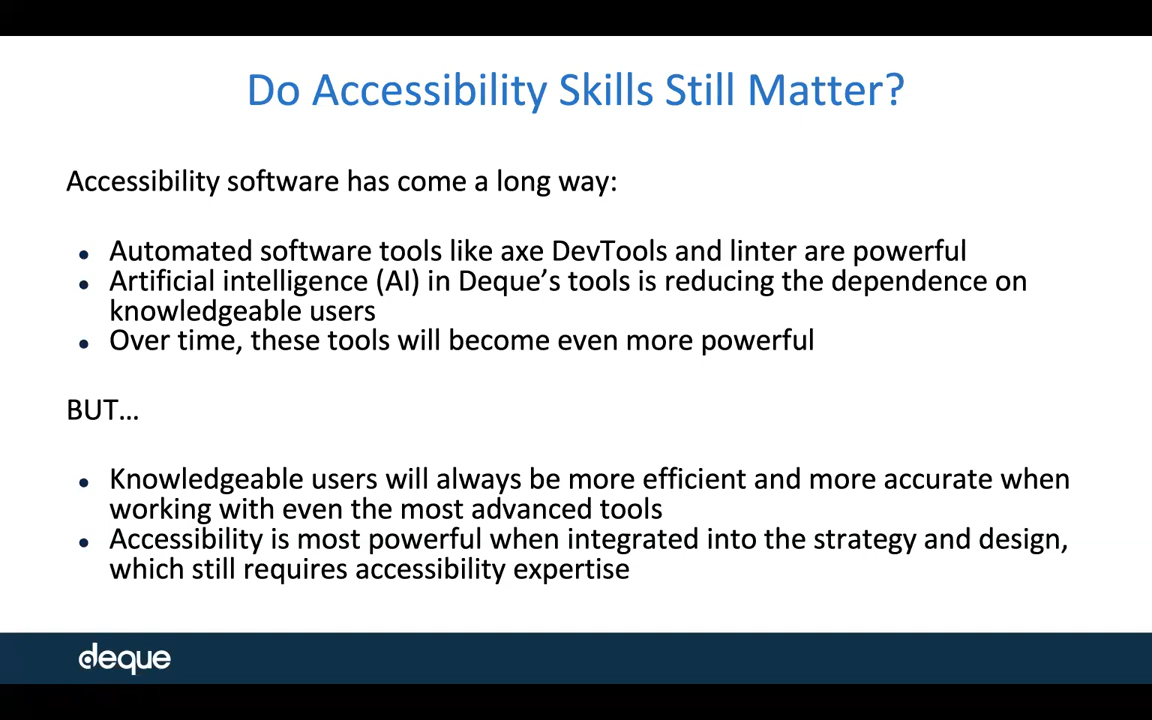 Do Accessibility Skills Still Matter?
Accessibility software has come a long way:
• Automated software tools like axe DevTools and linter are powerful
• Artificial intelligence (AI) in Deque’s tools is reducing the dependence on
knowledgeable users
• Over time, these tools will become even more powerful
BUT…
• Knowledgeable users will always be more efficient and more accurate when
working with even the most advanced tools
• Accessibility is most powerful when integrated into the strategy and design,
which still requires accessibility expertise
deque